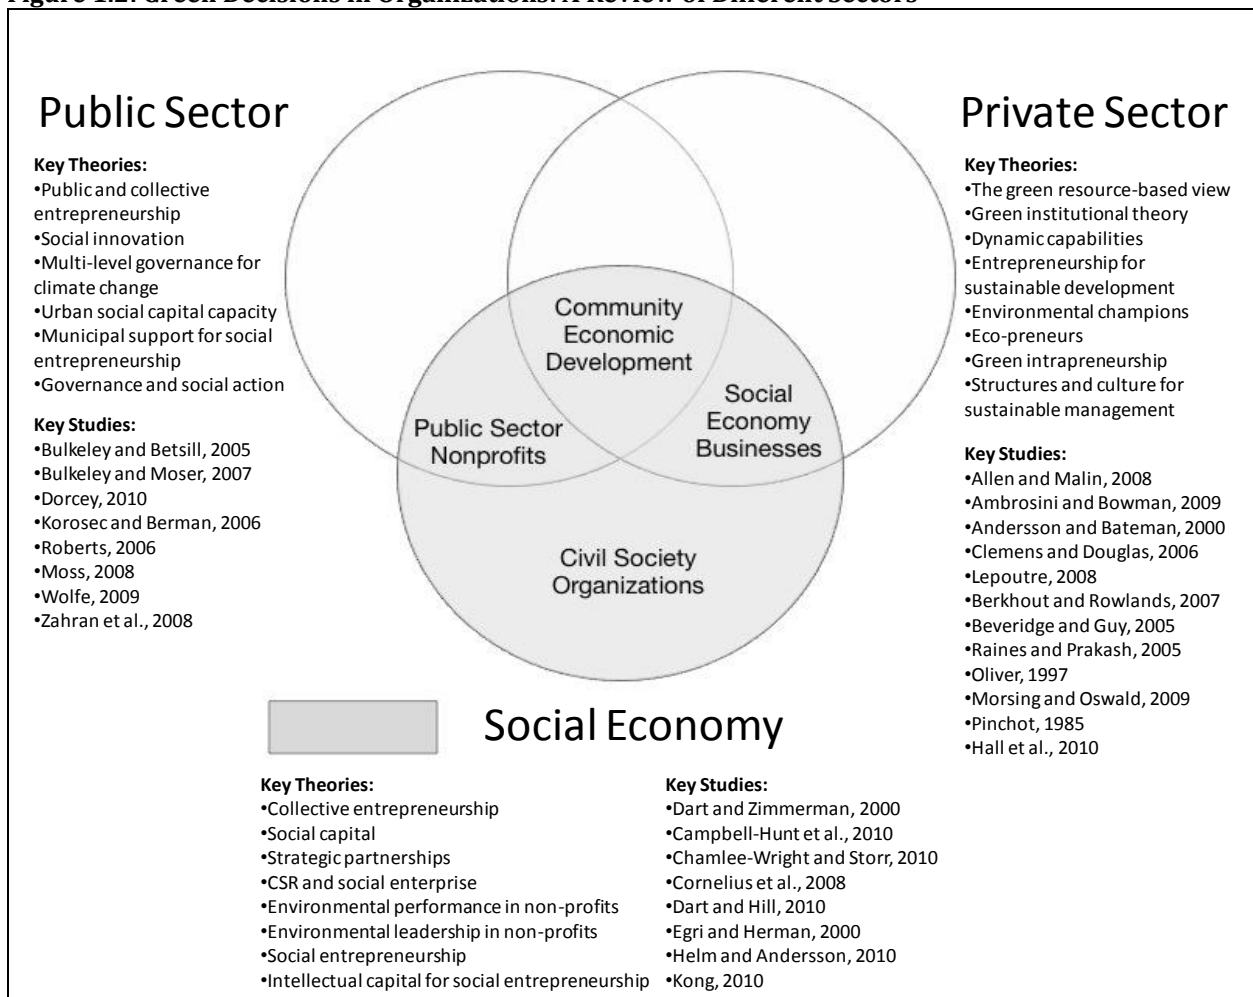 Figure 1.2: Green Decisions in Organizations: A Review of Different Sectors
Public Sector
Key Theories:
•Public and collective
entrepreneurship
•Social innovation
•Multi-level governance for
climate change
•Urban social capital capacity
•Municipal support for social
entrepreneurship
•Governance and social action
Key Studies:
•Bulkeley and Betsill, 2005
•Bulkeley and Moser, 2007
•Dorcey, 2010
•Korosec and Berman, 2006
•Roberts, 2006
•Moss, 2008
•Wolfe, 2009
•Zahran et al., 2008
Community
Economic
Development
Public Sector
Nonprofits
Social
Economy
Businesses
Civil Society
Organizations
Private Sector
Key Theories:
•The green resource-based view
•Green institutional theory
•Dynamic capabilities
•Entrepreneurship for
sustainable development
•Environmental champions
•Eco-preneurs
•Green intrapreneurship
•Structures and culture for
sustainable management
Key Studies:
•Allen and Malin, 2008
•Ambrosini and Bowman, 2009
•Andersson and Bateman, 2000
•Clemens and Douglas, 2006
•Lepoutre, 2008
•Berkhout and Rowlands, 2007
•Beveridge and Guy, 2005
•Raines and Prakash, 2005
•Oliver, 1997
•Morsing and Oswald, 2009
•Pinchot, 1985
•Hall et al., 2010
Social Economy
Key Theories:
•Collective entrepreneurship
•Social capital
•Strategic partnerships
•CSR and social enterprise
•Environmental performance in non-profits
•Environmental leadership in non-profits
•Social entrepreneurship
•Intellectual capital for social entrepreneurship
Key Studies:
•Dart and Zimmerman, 2000
•Campbell-Hunt et al., 2010
•Chamlee-Wright and Storr, 2010
•Cornelius et al., 2008
•Dart and Hill, 2010
•Egri and Herman, 2000
•Helm and Andersson, 2010
•Kong, 2010